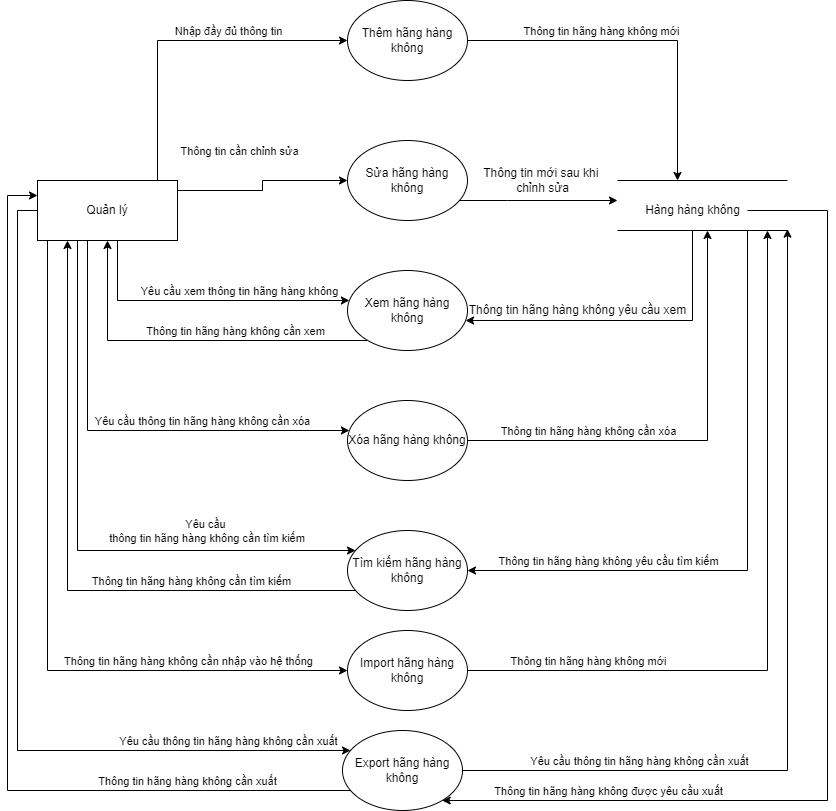 Nhập đầy đủ thông tin
Thêm hãng hàng
không
Thông tin hãng hàng không mới
Thông tin cần chỉnh sửa
Sửa hãng hàng
không
Thông tin mới sau khi
chỉnh sửa
Quản lý
Hàng hàng không
Yêu cầu xem thông tin hãng hàng không
Xem hãng hàng
không
Thông tin hãng hàng không yêu cầu xem
Thông tin hãng hàng không cần xem
Yêu cầu thông tin hãng hàng không cần xóa
Xóa hãng hàng không
Thông tin hãng hàng không cần xóa
Yêu cầu
thông tin hãng hàng không cần tìm kiếm
Tìm kiếm hãng hàng
không
Thông tin hãng hàng không yêu cầu tìm kiếm
Thông tin hãng hàng không cần tìm kiếm
Thông tin hãng hàng không cần nhập vào hệ thống
Import hãng hàng
không
Thông tin hãng hàng không mới
Yêu cầu thông tin hãng hàng không cần xuất
Export hãng hàng
không
Yêu cầu thông tin hãng hàng không cần xuất
Thông tin hãng hàng không cần xuất
Thông tin hãng hàng không được yêu cầu xuất